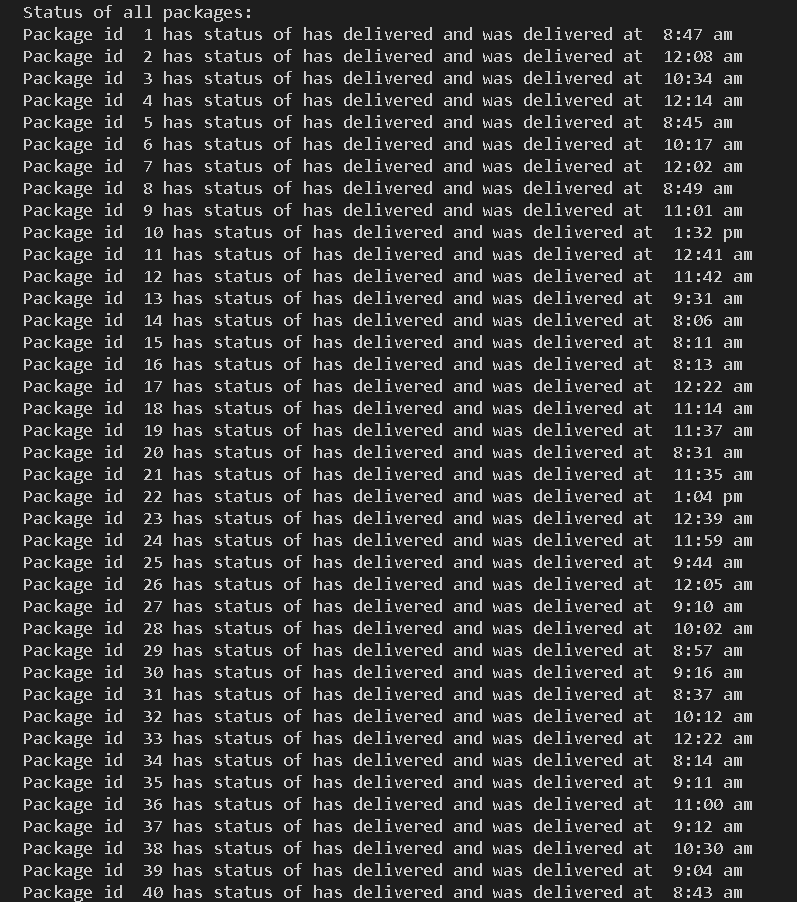 Status of all packages:
Package id  1 has status of has delivered and was delivered at  8:47 am
Package id  2 has status of has delivered and was delivered at  12:08 am
Package id  3 has status of has delivered and was delivered at  10:34 am
Package id  4 has status of has delivered and was delivered at  12:14 am
Package id  5 has status of has delivered and was delivered at  8:45 am
Package id  6 has status of has delivered and was delivered at  10:17 am
Package id  7 has status of has delivered and was delivered at  12:02 am
Package id  8 has status of has delivered and was delivered at  8:49 am
Package id  9 has status of has delivered and was delivered at  11:01 am
Package id  10 has status of has delivered and was delivered at  1:32 pm
Package id  11 has status of has delivered and was delivered at  12:41 am
Package id  12 has status of has delivered and was delivered at  11:42 am
Package id  13 has status of has delivered and was delivered at  9:31 am
Package id  14 has status of has delivered and was delivered at  8:06 am
Package id  15 has status of has delivered and was delivered at  8:11 am
Package id  16 has status of has delivered and was delivered at  8:13 am
Package id  17 has status of has delivered and was delivered at  12:22 am
Package id  18 has status of has delivered and was delivered at  11:14 am
Package id  19 has status of has delivered and was delivered at  11:37 am
Package id  20 has status of has delivered and was delivered at  8:31 am
Package id  21 has status of has delivered and was delivered at  11:35 am
Package id  22 has status of has delivered and was delivered at  1:04 pm
Package id  23 has status of has delivered and was delivered at  12:39 am
Package id  24 has status of has delivered and was delivered at  11:59 am
Package id  25 has status of has delivered and was delivered at  9:44 am
Package id  26 has status of has delivered and was delivered at  12:05 am
Package id  27 has status of has delivered and was delivered at  9:10 am
Package id  28 has status of has delivered and was delivered at  10:02 am
Package id  29 has status of has delivered and was delivered at  8:57 am
Package id  30 has status of has delivered and was delivered at  9:16 am
Package id  31 has status of has delivered and was delivered at  8:37 am
Package id  32 has status of has delivered and was delivered at  10:12 am
Package id  33 has status of has delivered and was delivered at  12:22 am
Package id  34 has status of has delivered and was delivered at  8:14 am
Package id  35 has status of has delivered and was delivered at  9:11 am
Package id  36 has status of has delivered and was delivered at  11:00 am
Package id  37 has status of has delivered and was delivered at  9:12 am
Package id  38 has status of has delivered and was delivered at  10:30 am
Package id  39 has status of has delivered and was delivered at  9:04 am
Package id  40 has status of has delivered and was delivered at  8:43 am